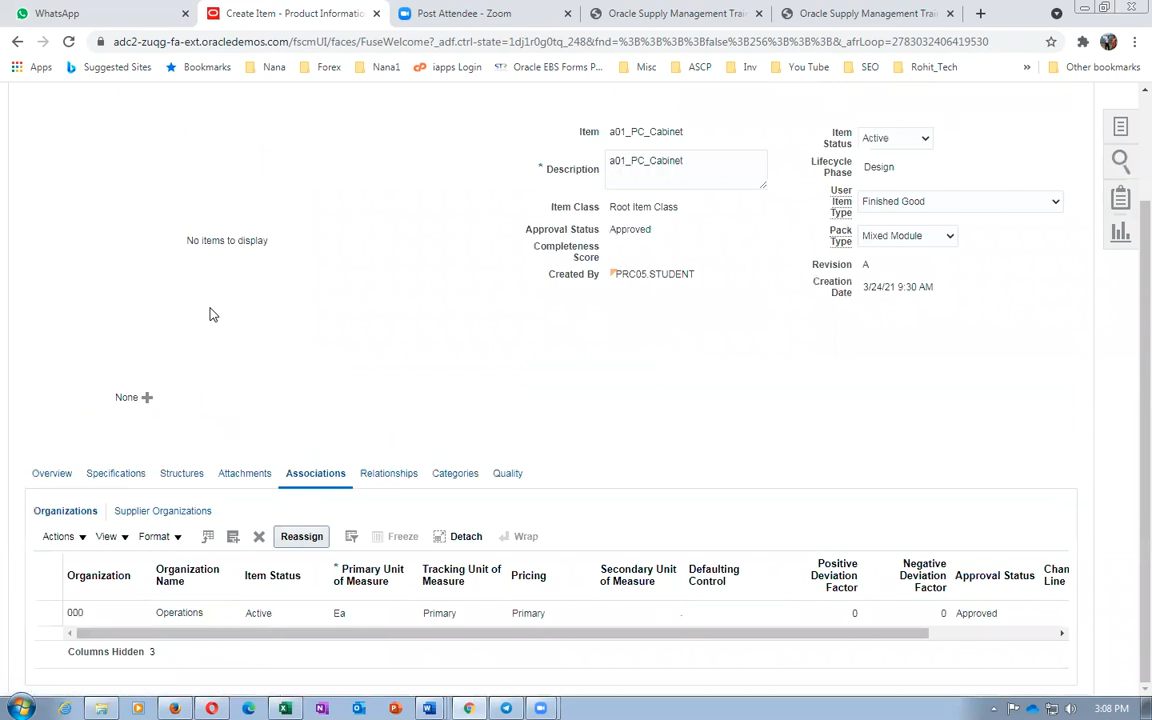 WhatsApp
Create Item - Product Informatio
Post Attendee - Zoom
Oracle Supply Management Train
Oracle Supply Management Train
adc2-zuqg-fa-ext.oracledemos.com/fscmUI/faces/FuseWelcome?_adf.ctrl-state=1dj1r0g0tq_248&fnd=%3B%3B%3B%3Bfalse%3B256%3B%3B%3B&_afrLoop=2783032406419530
Apps Suggested Sites Bookmarks Nana Forex Nana1 iapps Login Oracle EBS Forms P... Misc ASCP Inv You Tube SEO Rohit_Tech » Other bookmarks
Item a01_PC_Cabinet
* Description a01_PC_Cabinet
Item Class Root Item Class
Approval Status Approved
Completeness Score
Created By PRC05.STUDENT
Item Status Active
Lifecycle Phase Design
User Item Type Finished Good
Pack Type Mixed Module
Revision A
Creation Date 3/24/21 9:30 AM
No items to display
None
Overview Specifications Structures Attachments Associations Relationships Categories Quality
Organizations Supplier Organizations
Actions View Format Reassign Freeze Detach Wrap
Organization Organization Name Item Status * Primary Unit of Measure Tracking Unit of Measure Pricing Secondary Unit of Measure Defaulting Control Positive Deviation Factor Negative Deviation Factor Approval Status Chan Line
000 Operations Active Ea Primary Primary 0 0 Approved
Columns Hidden 3
3:08 PM